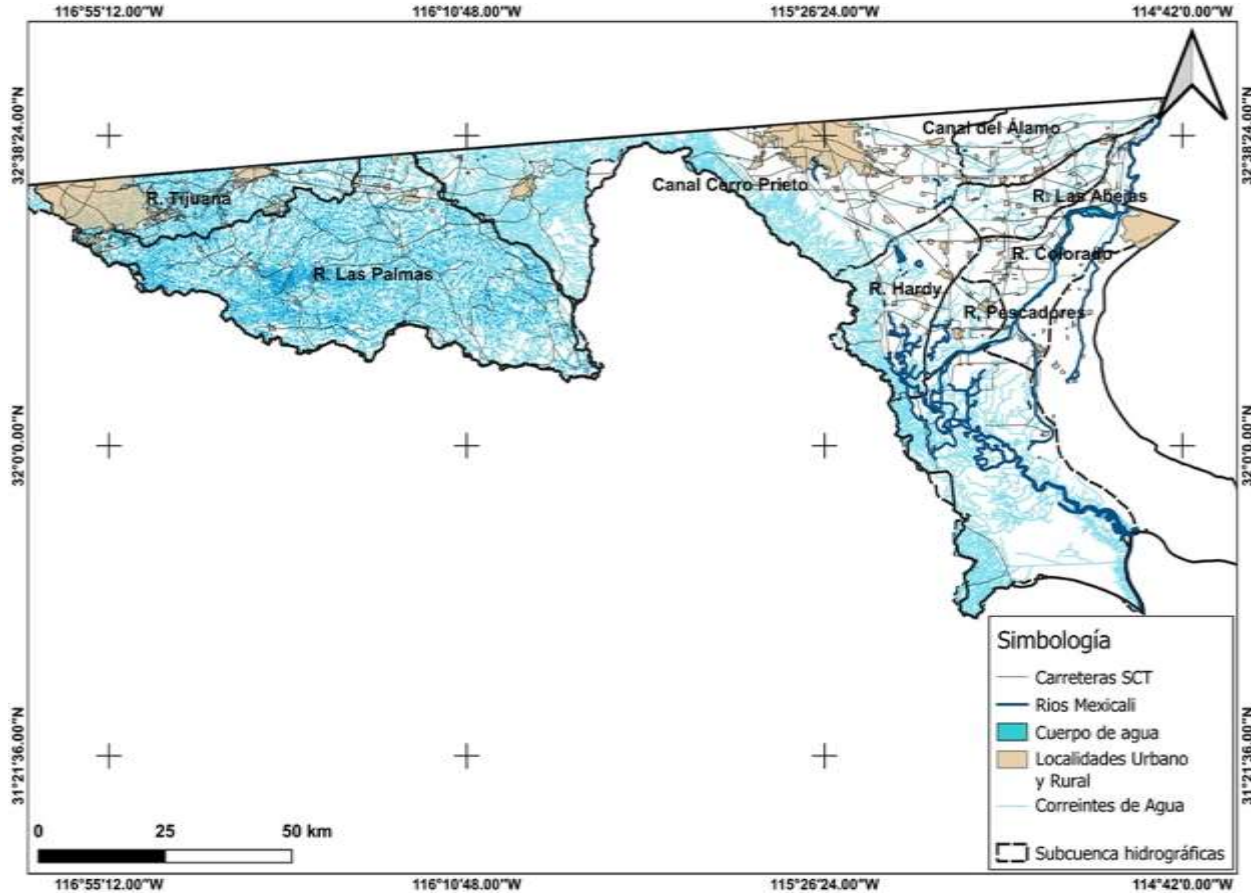 116°55'12.00"W 116°10'48.00"W 115°26'24.00"W 114°42'0.00"W
32°38'24.00"N
32°38'24.00"N
Canal del Álamo
Canal Cerro Prieto
R. Las Abejas
R. Tijuana
R. Colorado
R. Las Palmas
R. Hardy
R. Pescadores
32°0'0.00"N
32°0'0.00"N
31°21'36.00"N
31°21'36.00"N
Simbología
Carreteras SCT
Rios Mexicali
Cuerpo de agua
Localidades Urbano
y Rural
Correintes de Agua
Subcuenca hidrográficas
0 25 50 km
116°55'12.00"W 116°10'48.00"W 115°26'24.00"W 114°42'0.00"W